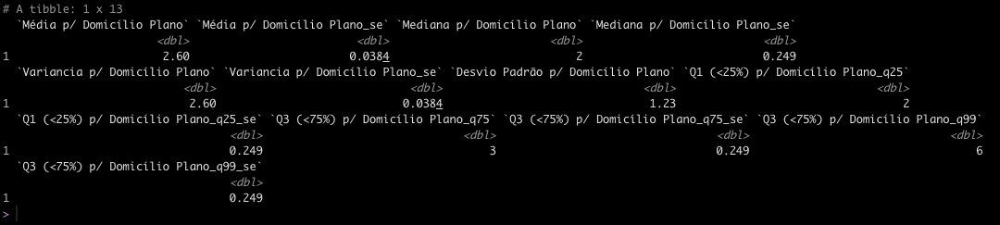 # A tibble: 1 x 13
`Média p/ Domicílio Plano` `Média p/ Domicílio Plano_se` `Mediana p/ Domicílio Plano` `Mediana p/ Domicílio Plano_se`
<dbl> <dbl> <dbl> <dbl>
1 2.60 0.0384 2 0.249
`Variancia p/ Domicílio Plano` `Variancia p/ Domicílio Plano_se` `Desvio Padrão p/ Domicílio Plano` `Q1 (<25%) p/ Domicílio Plano_q25`
<dbl> <dbl> <dbl> <dbl>
1 2.60 0.0384 1.23 2
`Q1 (<25%) p/ Domicílio Plano_q25_se` `Q3 (<75%) p/ Domicílio Plano_q75` `Q3 (<75%) p/ Domicílio Plano_q75_se` `Q3 (<75%) p/ Domicílio Plano_q99`
<dbl> <dbl> <dbl> <dbl>
1 0.249 3 0.249 6
`Q3 (<75%) p/ Domicílio Plano_q99_se`
<dbl>
1 0.249
>